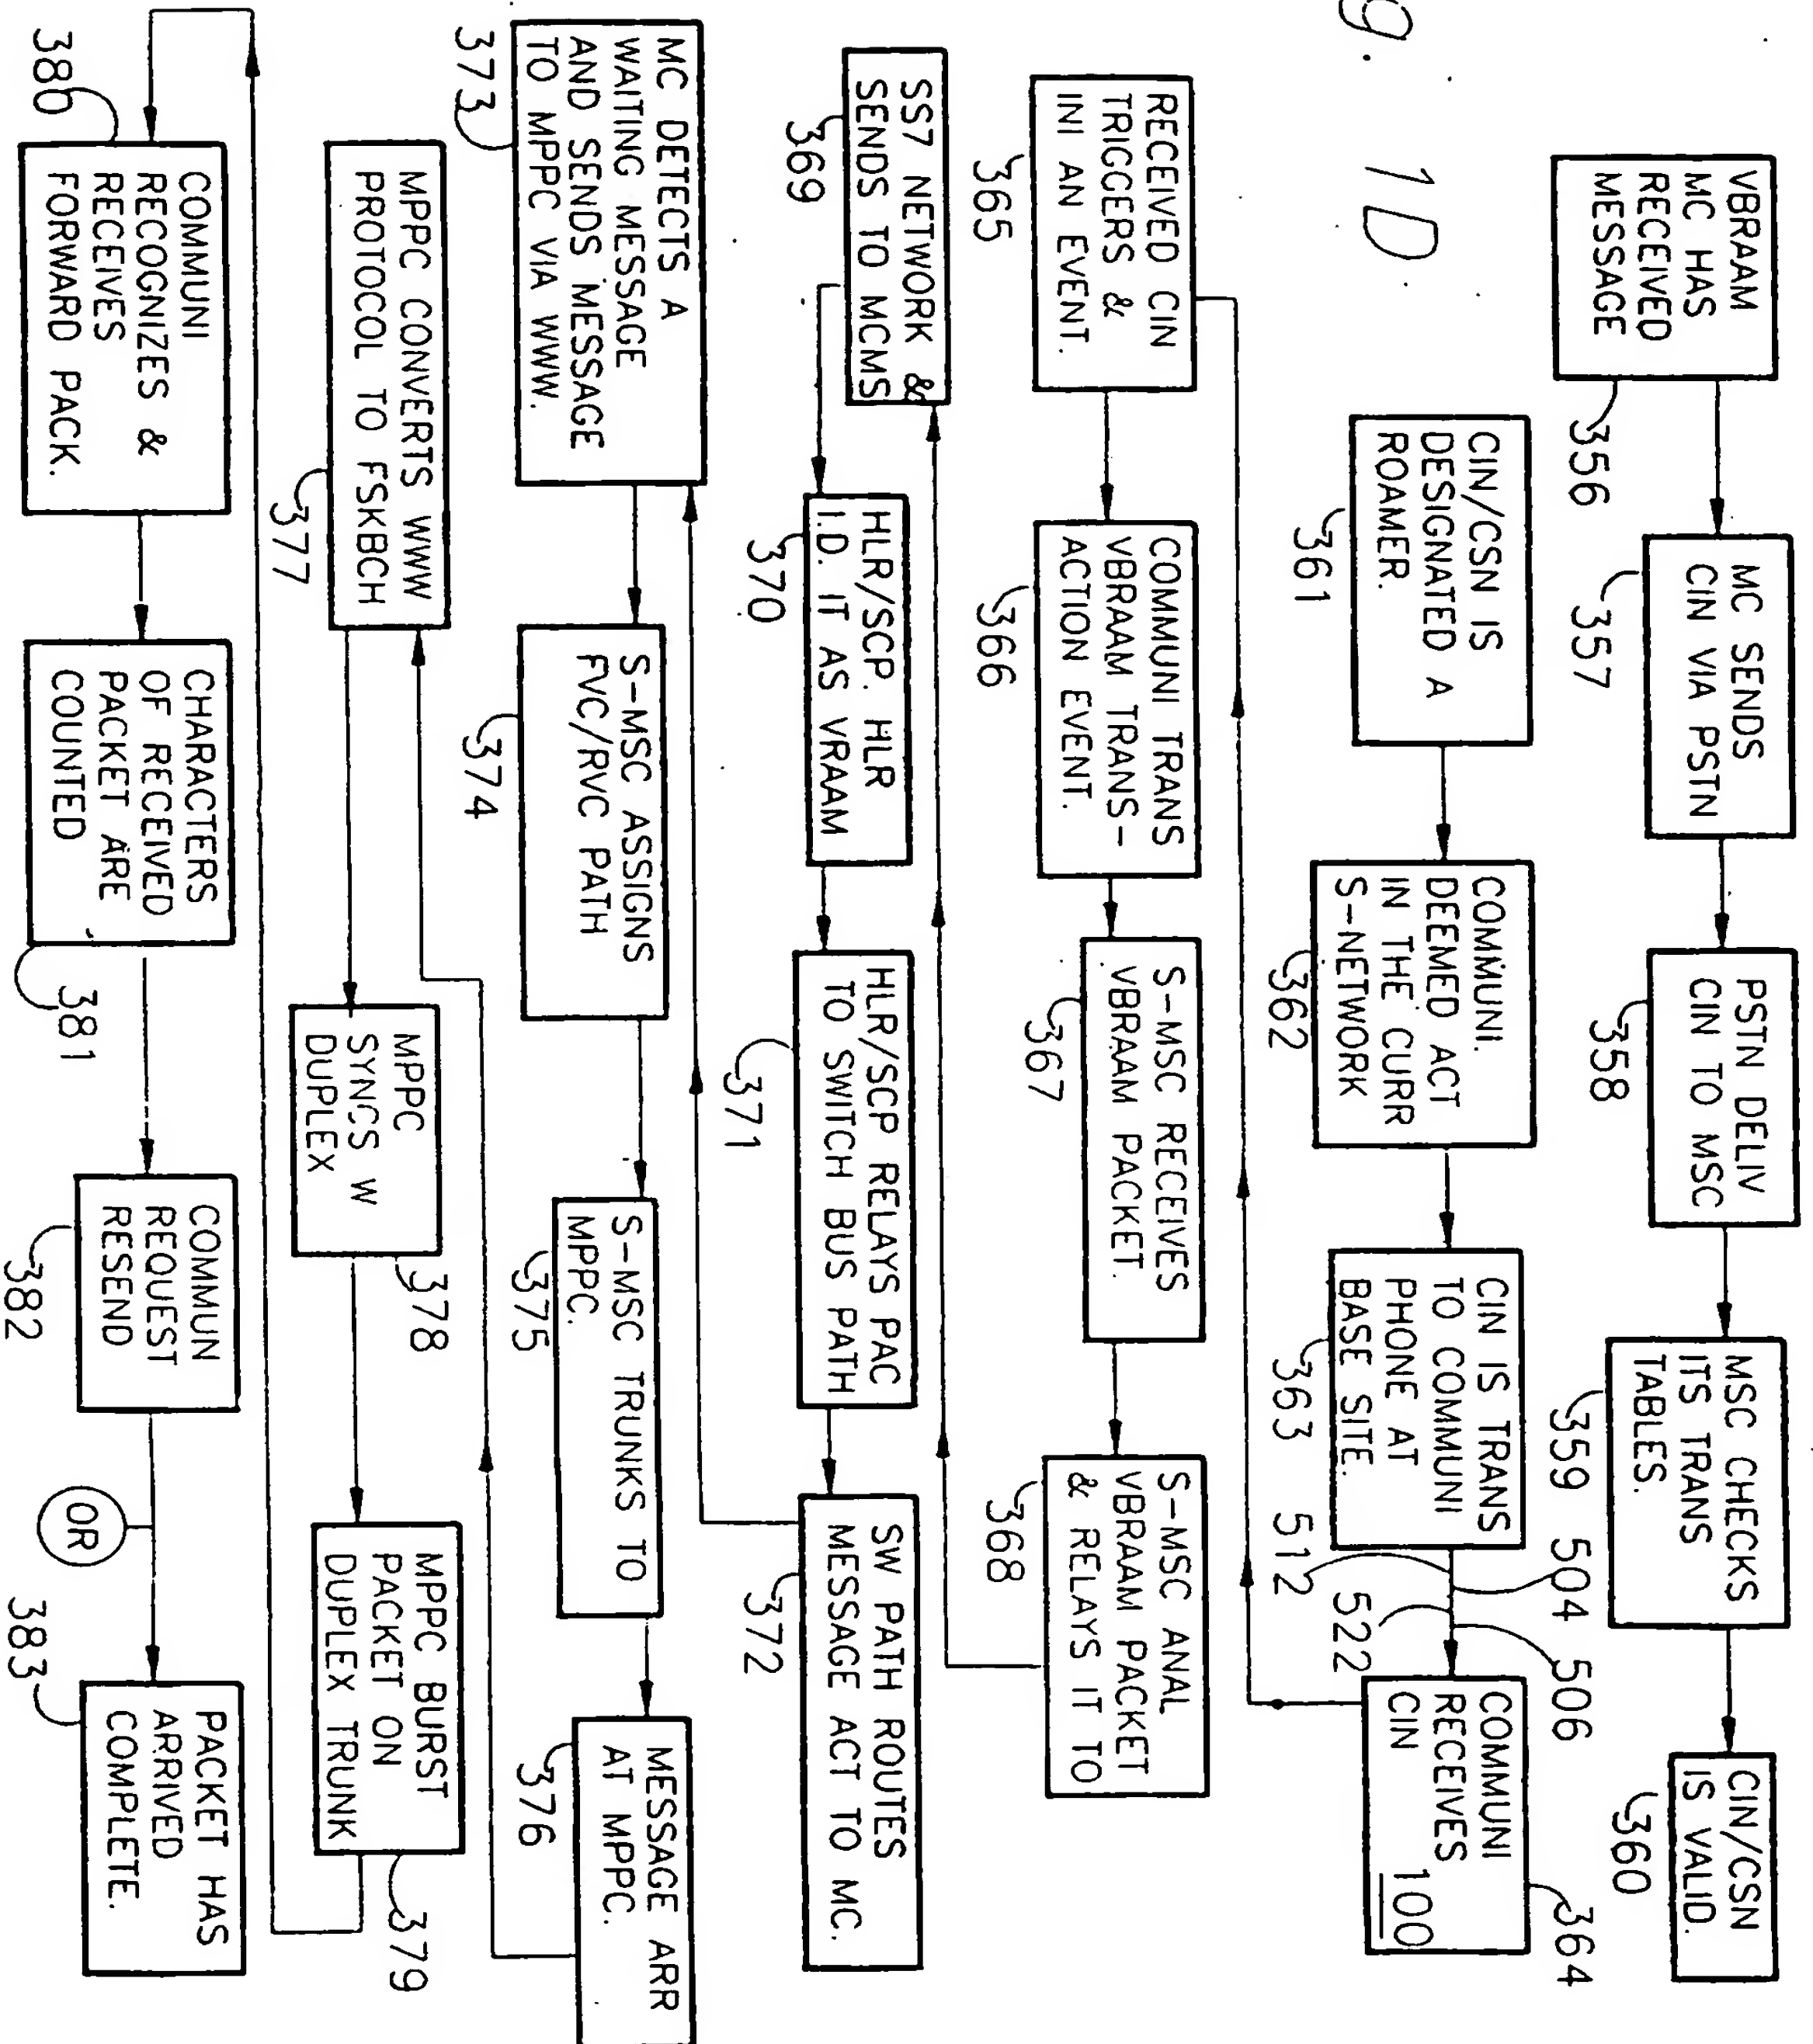 g. 1D
VBRAAM
MC HAS
RECEIVED
MESSAGE
356
MC SENDS
CIN VIA PSTN
357
PSTN DELIV
CIN TO MSC
358
MSC CHECKS
ITS TRANS
TABLES.
359
CIN/CSN
IS VALID.
360
CIN/CSN IS
DESIGNATED A
ROAMER.
361
COMMUNI.
DEEMED ACT
IN THE CURR
S-NETWORK
362
CIN IS TRANS
TO COMMUNI
PHONE AT
BASE SITE.
363
512
504
522
506
COMMUNI
RECEIVES
CIN
100
364
RECEIVED CIN
TRIGGERS &
INI AN EVENT.
365
COMMUNI TRANS
VBRAAM TRANS-
ACTION EVENT.
366
S-MSC RECEIVES
VBRAAM PACKET.
367
S-MSC ANAL
VBRAAM PACKET
& RELAYS IT TO
368
SS7 NETWORK &
SENDS TO MCMS
369
HLR/SCP. HLR
I.D. IT AS VRAAM
370
HLR/SCP RELAYS PAC
TO SWITCH BUS PATH
371
SW PATH ROUTES
MESSAGE ACT TO MC.
372
MC DETECTS A
WAITING MESSAGE
AND SENDS MESSAGE
TO MPPC VIA WWW.
373
S-MSC ASSIGNS
FVC/RVC PATH
374
S-MSC TRUNKS TO
MPPC.
375
MESSAGE ARR
AT MPPC.
376
MPPC CONVERTS WWW
PROTOCOL TO FSKBCH
377
MPPC
SYNCS W
DUPLEX
378
MPPC BURST
PACKET ON
DUPLEX TRUNK
379
COMMUNI
RECOGNIZES &
RECEIVES
FORWARD PACK.
380
CHARACTERS
OF RECEIVED
PACKET ARE
COUNTED
381
COMMUN
REQUEST
RESEND
382
OR
PACKET HAS
ARRIVED
COMPLETE.
383